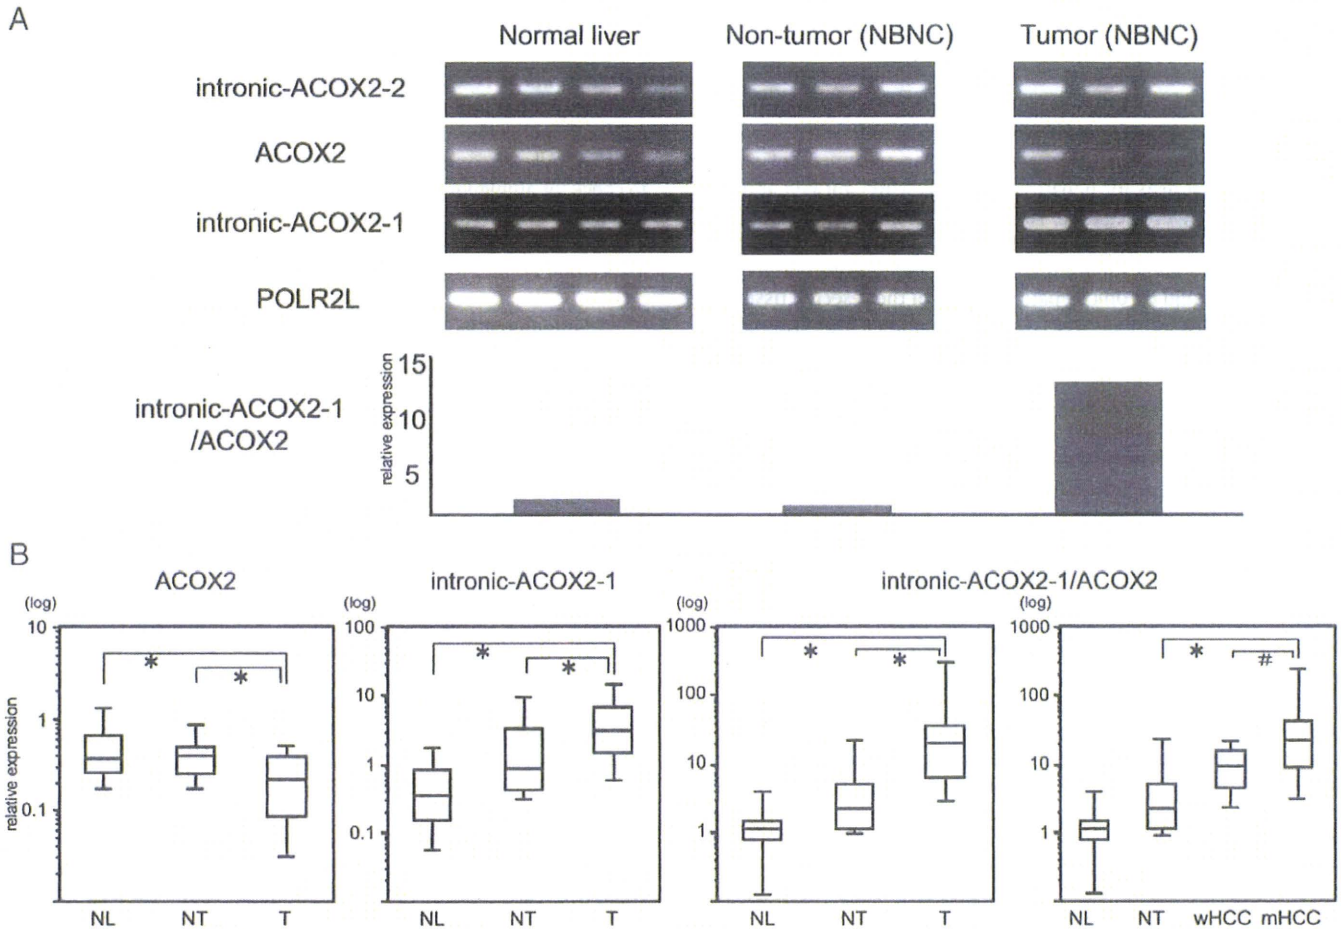 A
Normal liver
Non-tumor (NBNC)
Tumor (NBNC)
intronic-ACOX2-2
ACOX2
intronic-ACOX2-1
POLR2L
intronic-ACOX2-1
/ACOX2
relative expression
15
10
5
B
ACOX2
intronic-ACOX2-1
intronic-ACOX2-1/ACOX2
(log)
(log)
(log)
(log)
relative expression
10
1
0.1
*
*
NL
NT
T
100
10
1
0.1
*
*
NL
NT
T
1000
100
10
1
*
*
NL
NT
T
1000
100
10
1
*
#
NL
NT
wHCC
mHCC